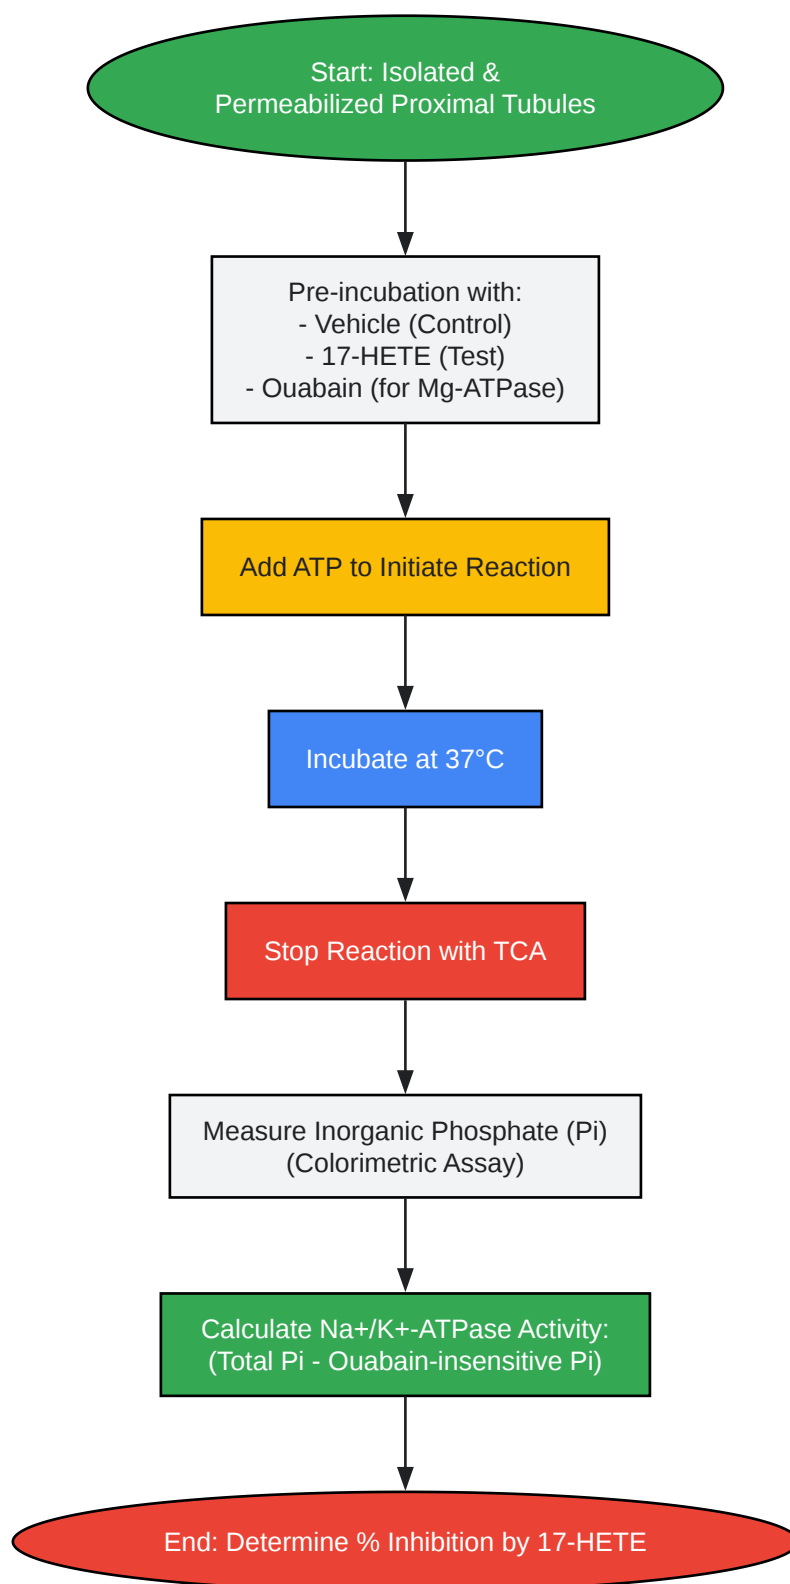 Start: Isolated &
Permeabilized Proximal Tubules
Pre-incubation with:
- Vehicle (Control)
- 17-HETE (Test)
- Ouabain (for Mg-ATPase)
Add ATP to Initiate Reaction
Incubate at 37°C
Stop Reaction with TCA
Measure Inorganic Phosphate (Pi)
(Colorimetric Assay)
Calculate Na+/K+-ATPase Activity:
(Total Pi - Ouabain-insensitive Pi)
End: Determine % Inhibition by 17-HETE